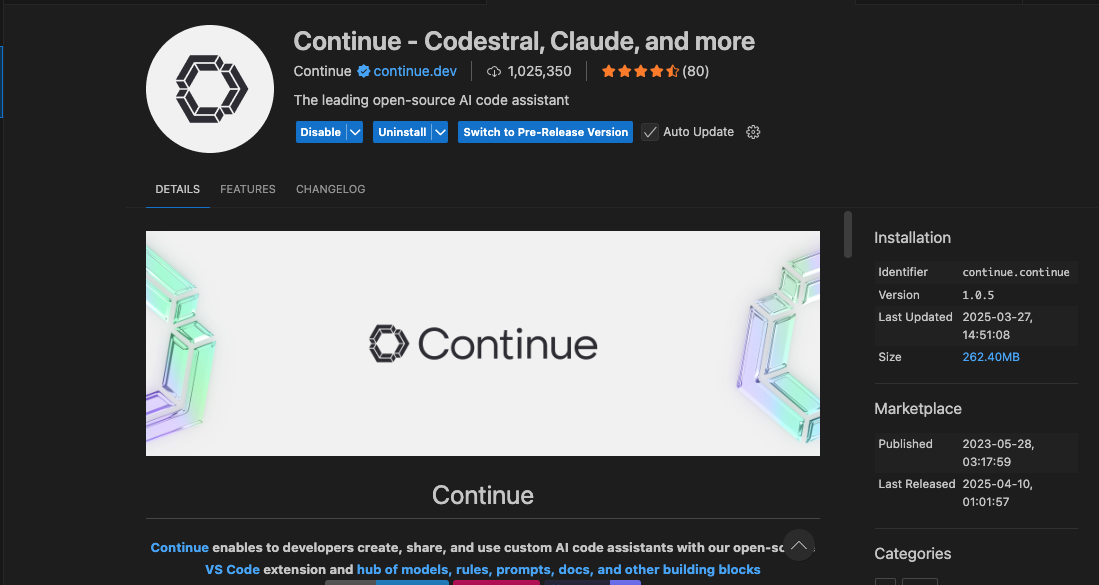 Continue - Codestral, Claude, and more
Continue continue.dev 1,025,350 (80)
The leading open-source AI code assistant
Disable Uninstall Switch to Pre-Release Version Auto Update
DETAILS FEATURES CHANGELOG
Continue
Continue
Continue enables to developers create, share, and use custom AI code assistants with our
VS Code extension and hub of models, rules, prompts, docs, and other building blocks
Installation
Identifier continue.continue
Version 1.0.5
Last Updated 2025-03-27,
14:51:08
Size 262.40MB
Marketplace
Published 2023-05-28,
03:17:59
Last Released 2025-04-10,
01:01:57
Categories